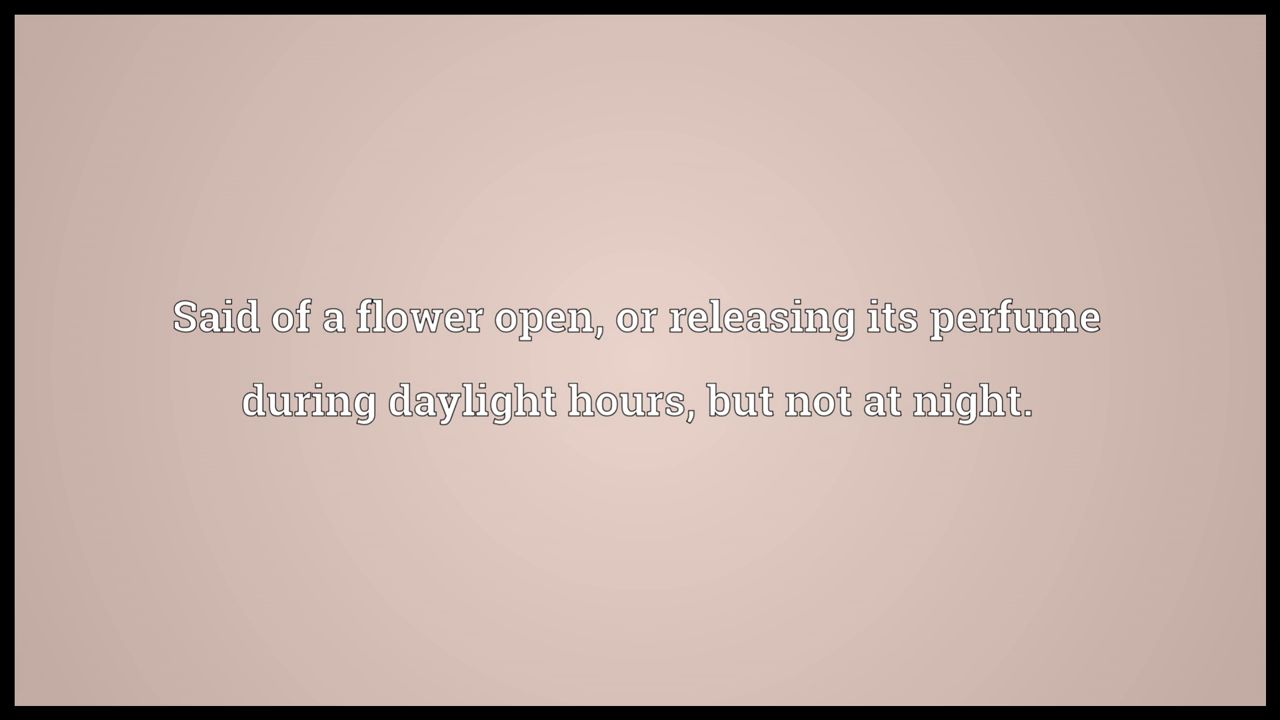 Said of a flower open, or releasing its perfume
during daylight hours, but not at night.